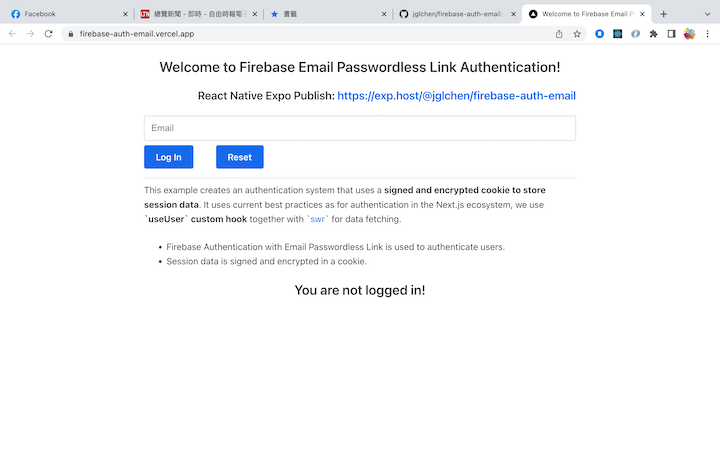 Facebook
總覽新聞 - 即時 - 自由時報電
書籤
jglchen/firebase-auth-email
Welcome to Firebase Email P
firebase-auth-email.vercel.app
Welcome to Firebase Email Passwordless Link Authentication!
React Native Expo Publish: https://exp.host/@jglchen/firebase-auth-email
Email
Log In Reset
This example creates an authentication system that uses a signed and encrypted cookie to store
session data. It uses current best practices as for authentication in the Next.js ecosystem, we use
`useUser` custom hook together with `swr` for data fetching.
• Firebase Authentication with Email Passwordless Link is used to authenticate users.
• Session data is signed and encrypted in a cookie.
You are not logged in!